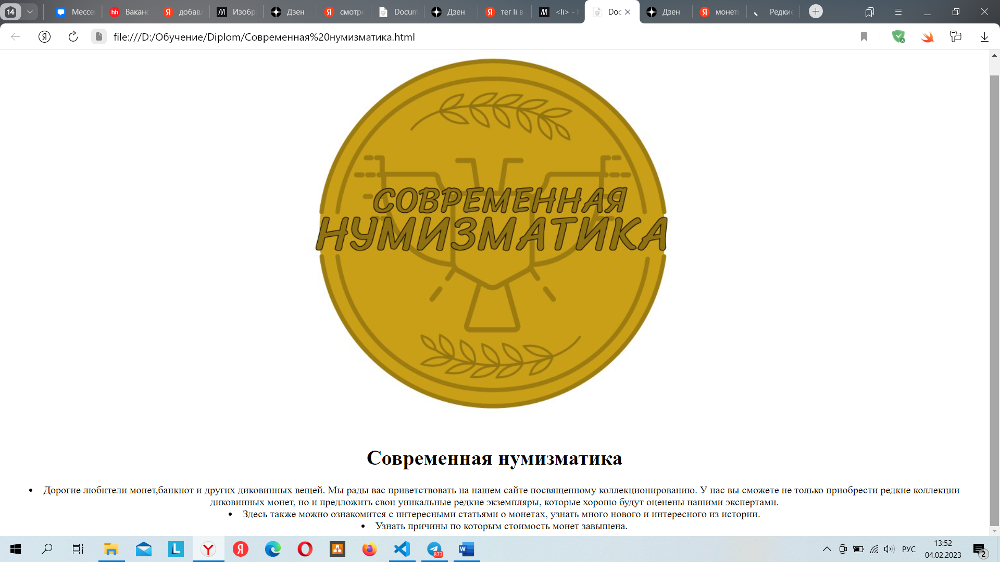 14
Мессе
hh Вакан
Я добав
Изобр
Дзен
Я смотре
Docum
Дзен
Я тег li в
<li> - 
Doc
Дзен
Я монеть
Редкие
Я
file:///D:/Обучение/Diplom/Современная%20нумизматика.html
СОВРЕМЕННАЯ
НУМИЗМАТИКА
Современная нумизматика
• Дорогие любители монет,банкнот и других диковинных вещей. Мы рады вас приветствовать на нашем сайте посвященному коллекционированию. У нас вы сможете не только приобрести редкие коллекции
диковинных монет, но и предложить свои уникальные редкие экземпляры, которые хорошо будут оценены нашими экспертами.
• Здесь также можно ознакомится с интересными статьями о монетах, узнать много нового и интересного из истории.
• Узнать причины по которым стоимость монет завышена.
L
Y
Я
873
W
РУС
13:52
04.02.2023
2